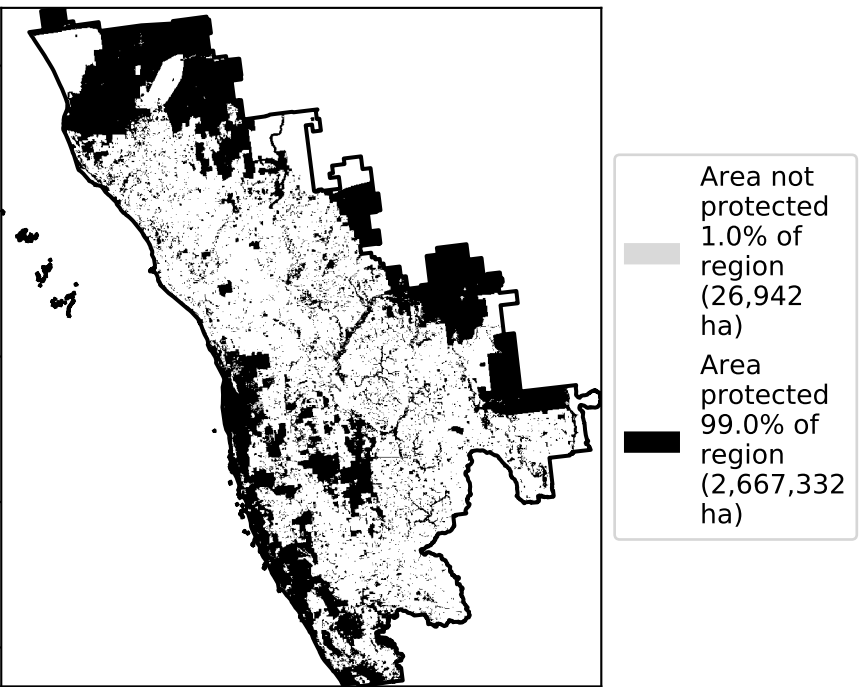 Area not
protected
1.0% of
region
(26,942
ha)
Area
protected
99.0% of
region
(2,667,332
ha)